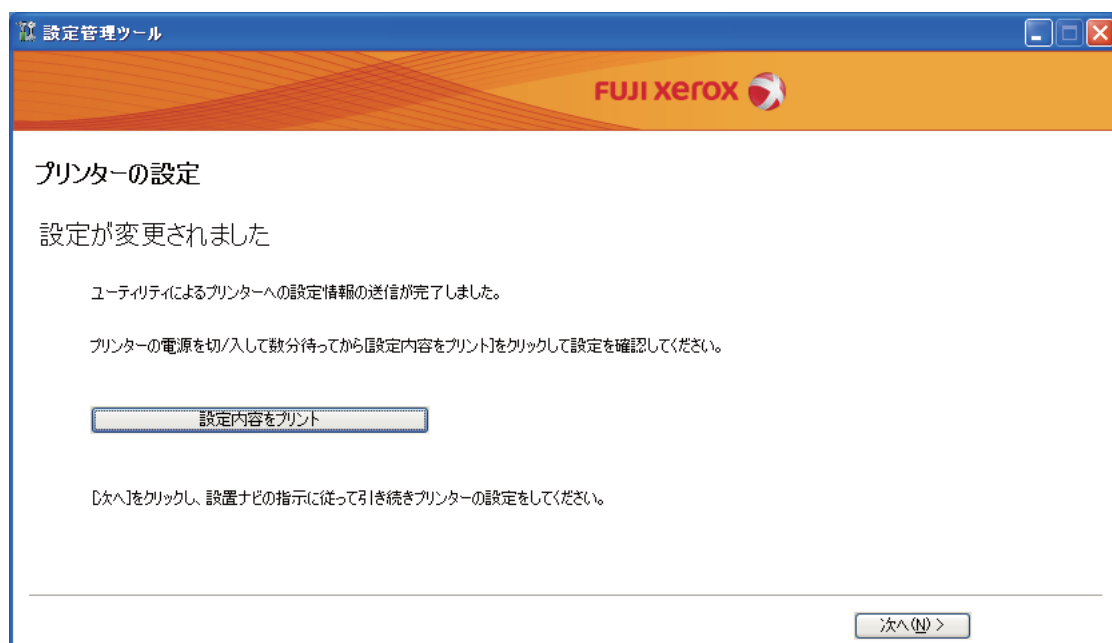 設定管理ツール
FUJI xerox
プリンターの設定
設定が変更されました
ユーティリティによるプリンターへの設定情報の送信が完了しました。
プリンターの電源を切/入して数分待ってから[設定内容をプリント]をクリックして設定を確認してください。
設定内容をプリント
[次へ]をクリックし、設置ナビの指示に従って引き続きプリンターの設定をしてください。
次へ(N) >